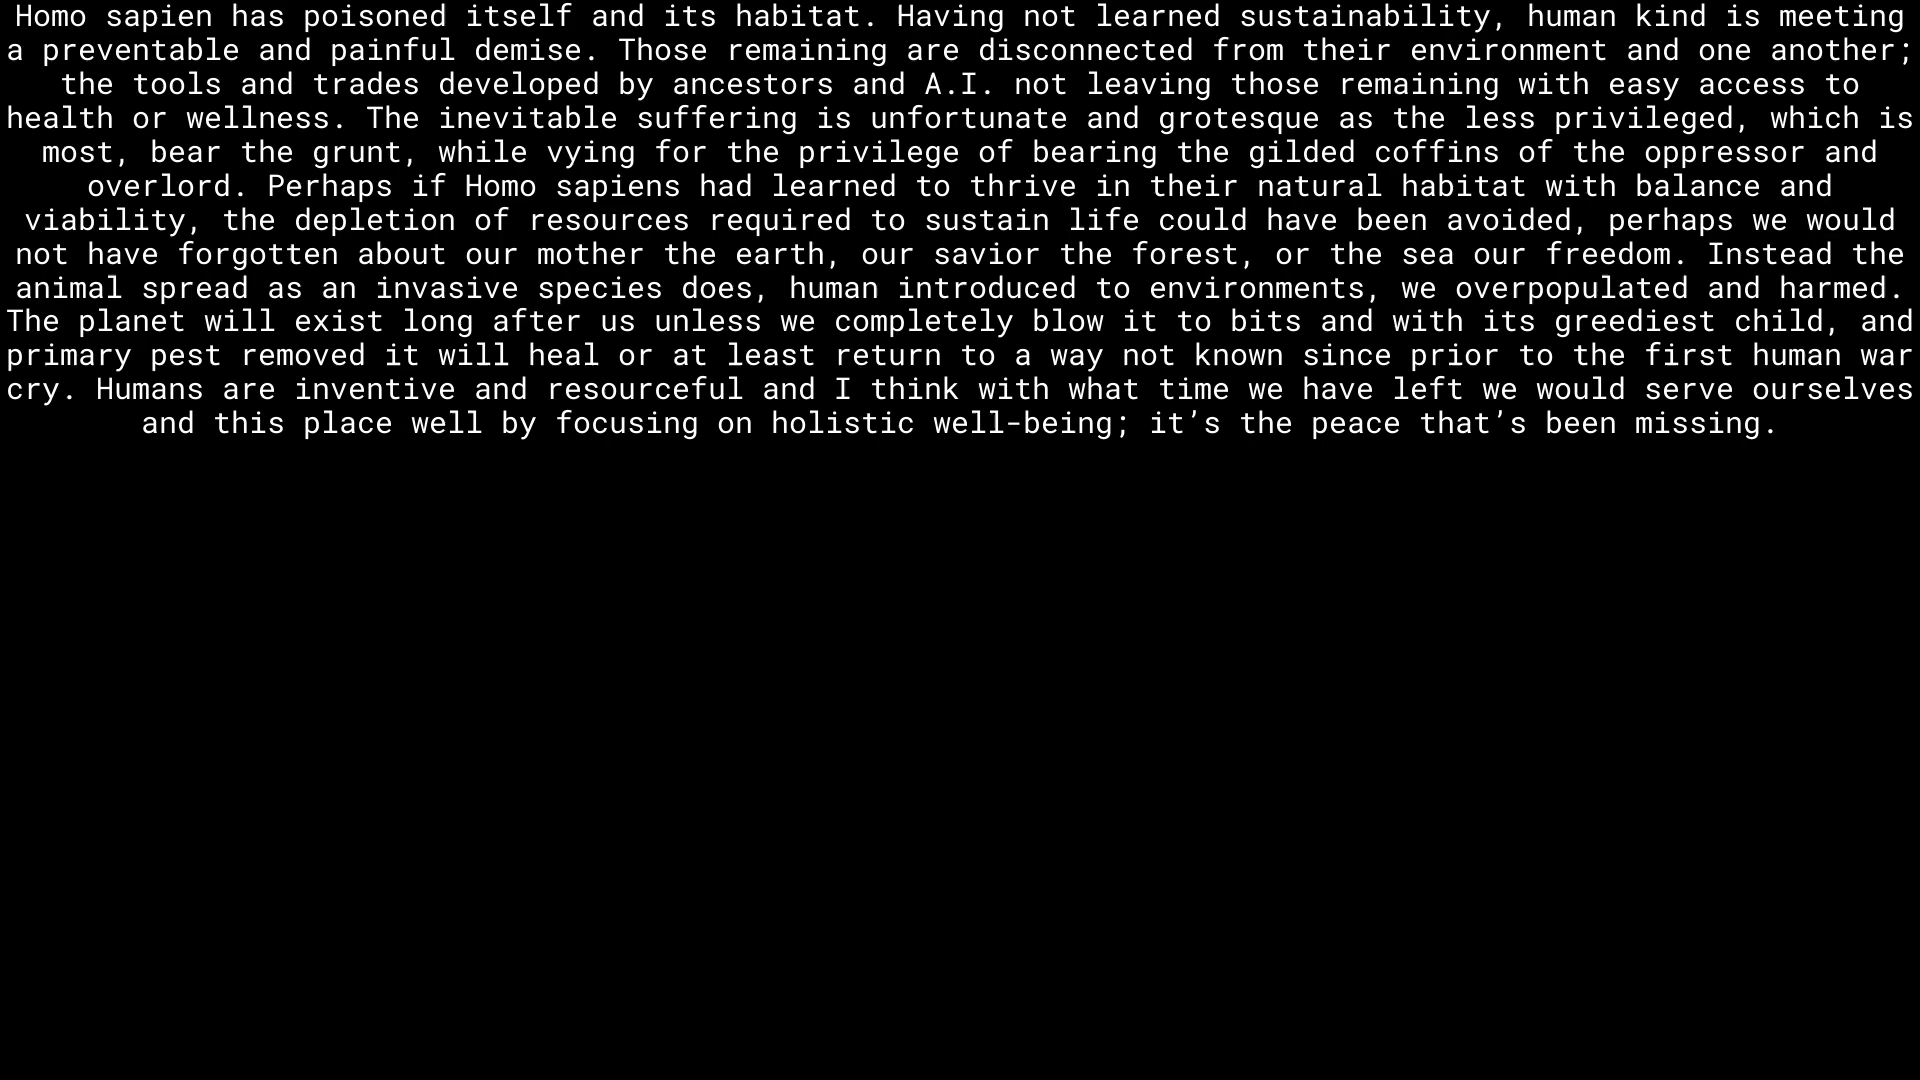 Homo sapien has poisoned itself and its habitat. Having not learned sustainability, human kind is meeting
a preventable and painful demise. Those remaining are disconnected from their environment and one another;
the tools and trades developed by ancestors and A.I. not leaving those remaining with easy access to
health or wellness. The inevitable suffering is unfortunate and grotesque as the less privileged, which is
most, bear the grunt, while vying for the privilege of bearing the gilded coffins of the oppressor and
overlord. Perhaps if Homo sapiens had learned to thrive in their natural habitat with balance and
viability, the depletion of resources required to sustain life could have been avoided, perhaps we would
not have forgotten about our mother the earth, our savior the forest, or the sea our freedom. Instead the
animal spread as an invasive species does, human introduced to environments, we overpopulated and harmed.
The planet will exist long after us unless we completely blow it to bits and with its greediest child, and
primary pest removed it will heal or at least return to a way not known since prior to the first human war
cry. Humans are inventive and resourceful and I think with what time we have left we would serve ourselves
and this place well by focusing on holistic well-being; it’s the peace that’s been missing.